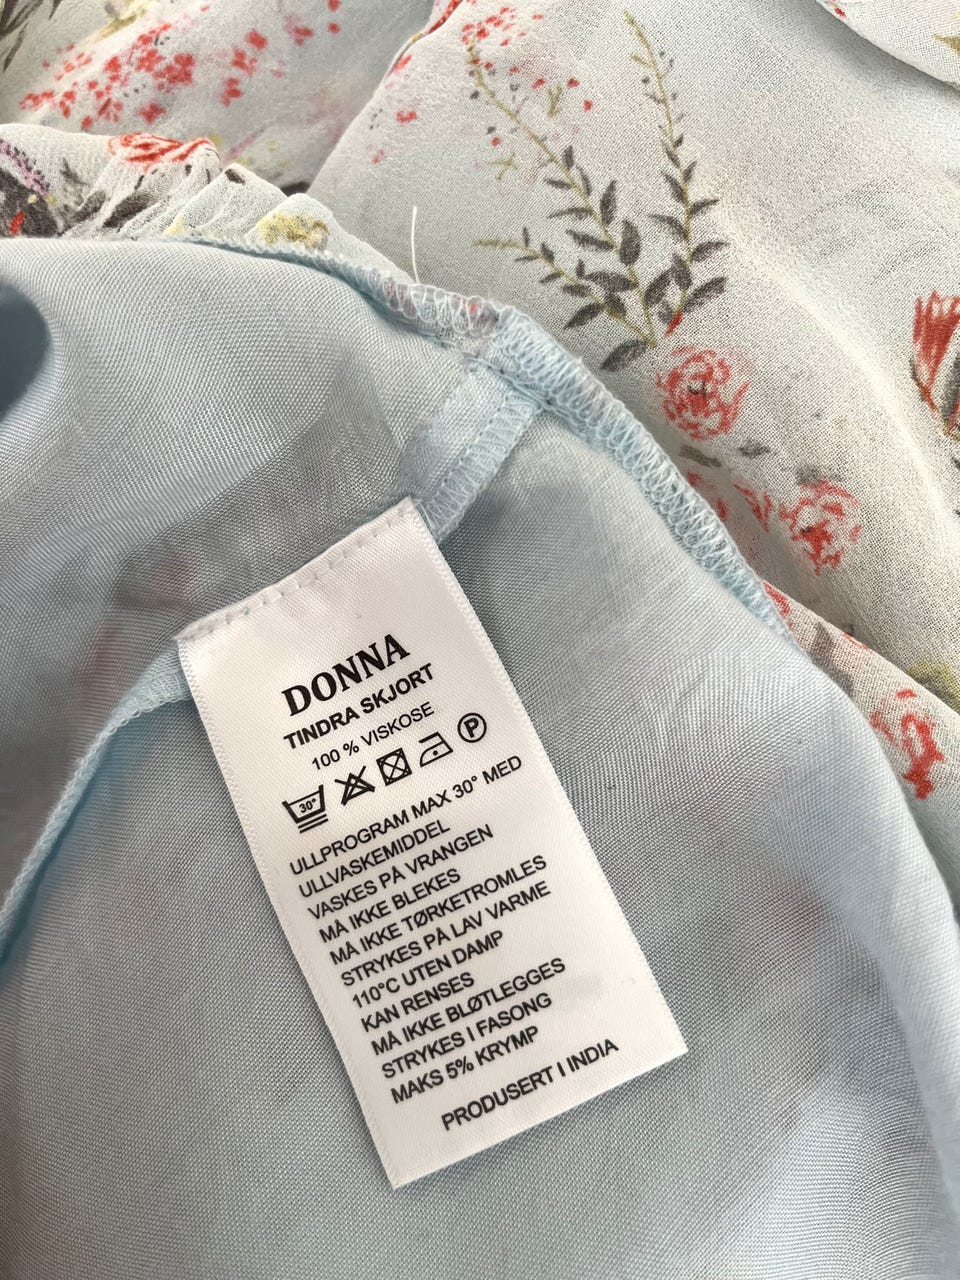 DONNA
TINDRA SKJORT
100 % VISKOSE
30° P
ULLPROGRAM MAX 30° MED
ULLVASKEMIDDEL
VASKES PÅ VRANGEN
MÅ IKKE BLEKES
MÅ IKKE TØRKETROMLES
STRYKES PÅ LAV VARME
110°C UTEN DAMP
KAN RENSES
MÅ IKKE BLØTLEGGES
STRYKES I FASONG
MAKS 5% KRYMP
PRODUSERT I INDIA